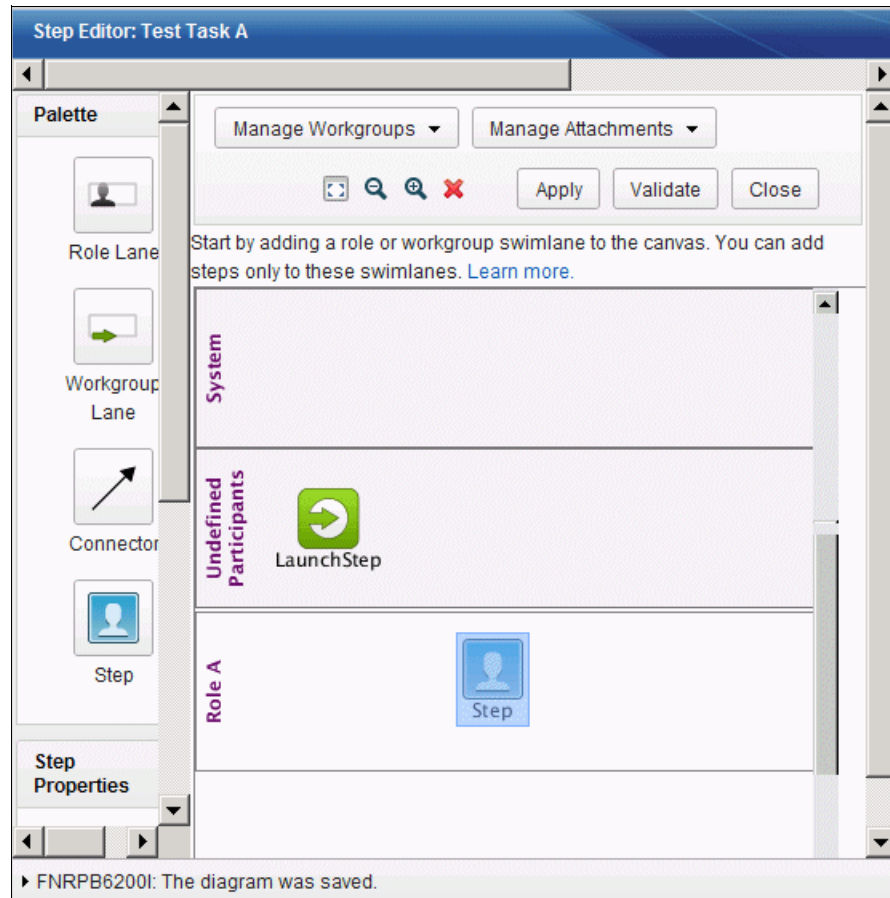 Step Editor: Test Task A
Palette
Role Lane
Workgroup
Lane
Connector
Step
Step
Properties
Manage Workgroups
Manage Attachments
Apply
Validate
Close
Start by adding a role or workgroup swimlane to the canvas. You can add
steps only to these swimlanes. Learn more.
System
Undefined
Participants
LaunchStep
Role A
Step
FNRPB6200I: The diagram was saved.